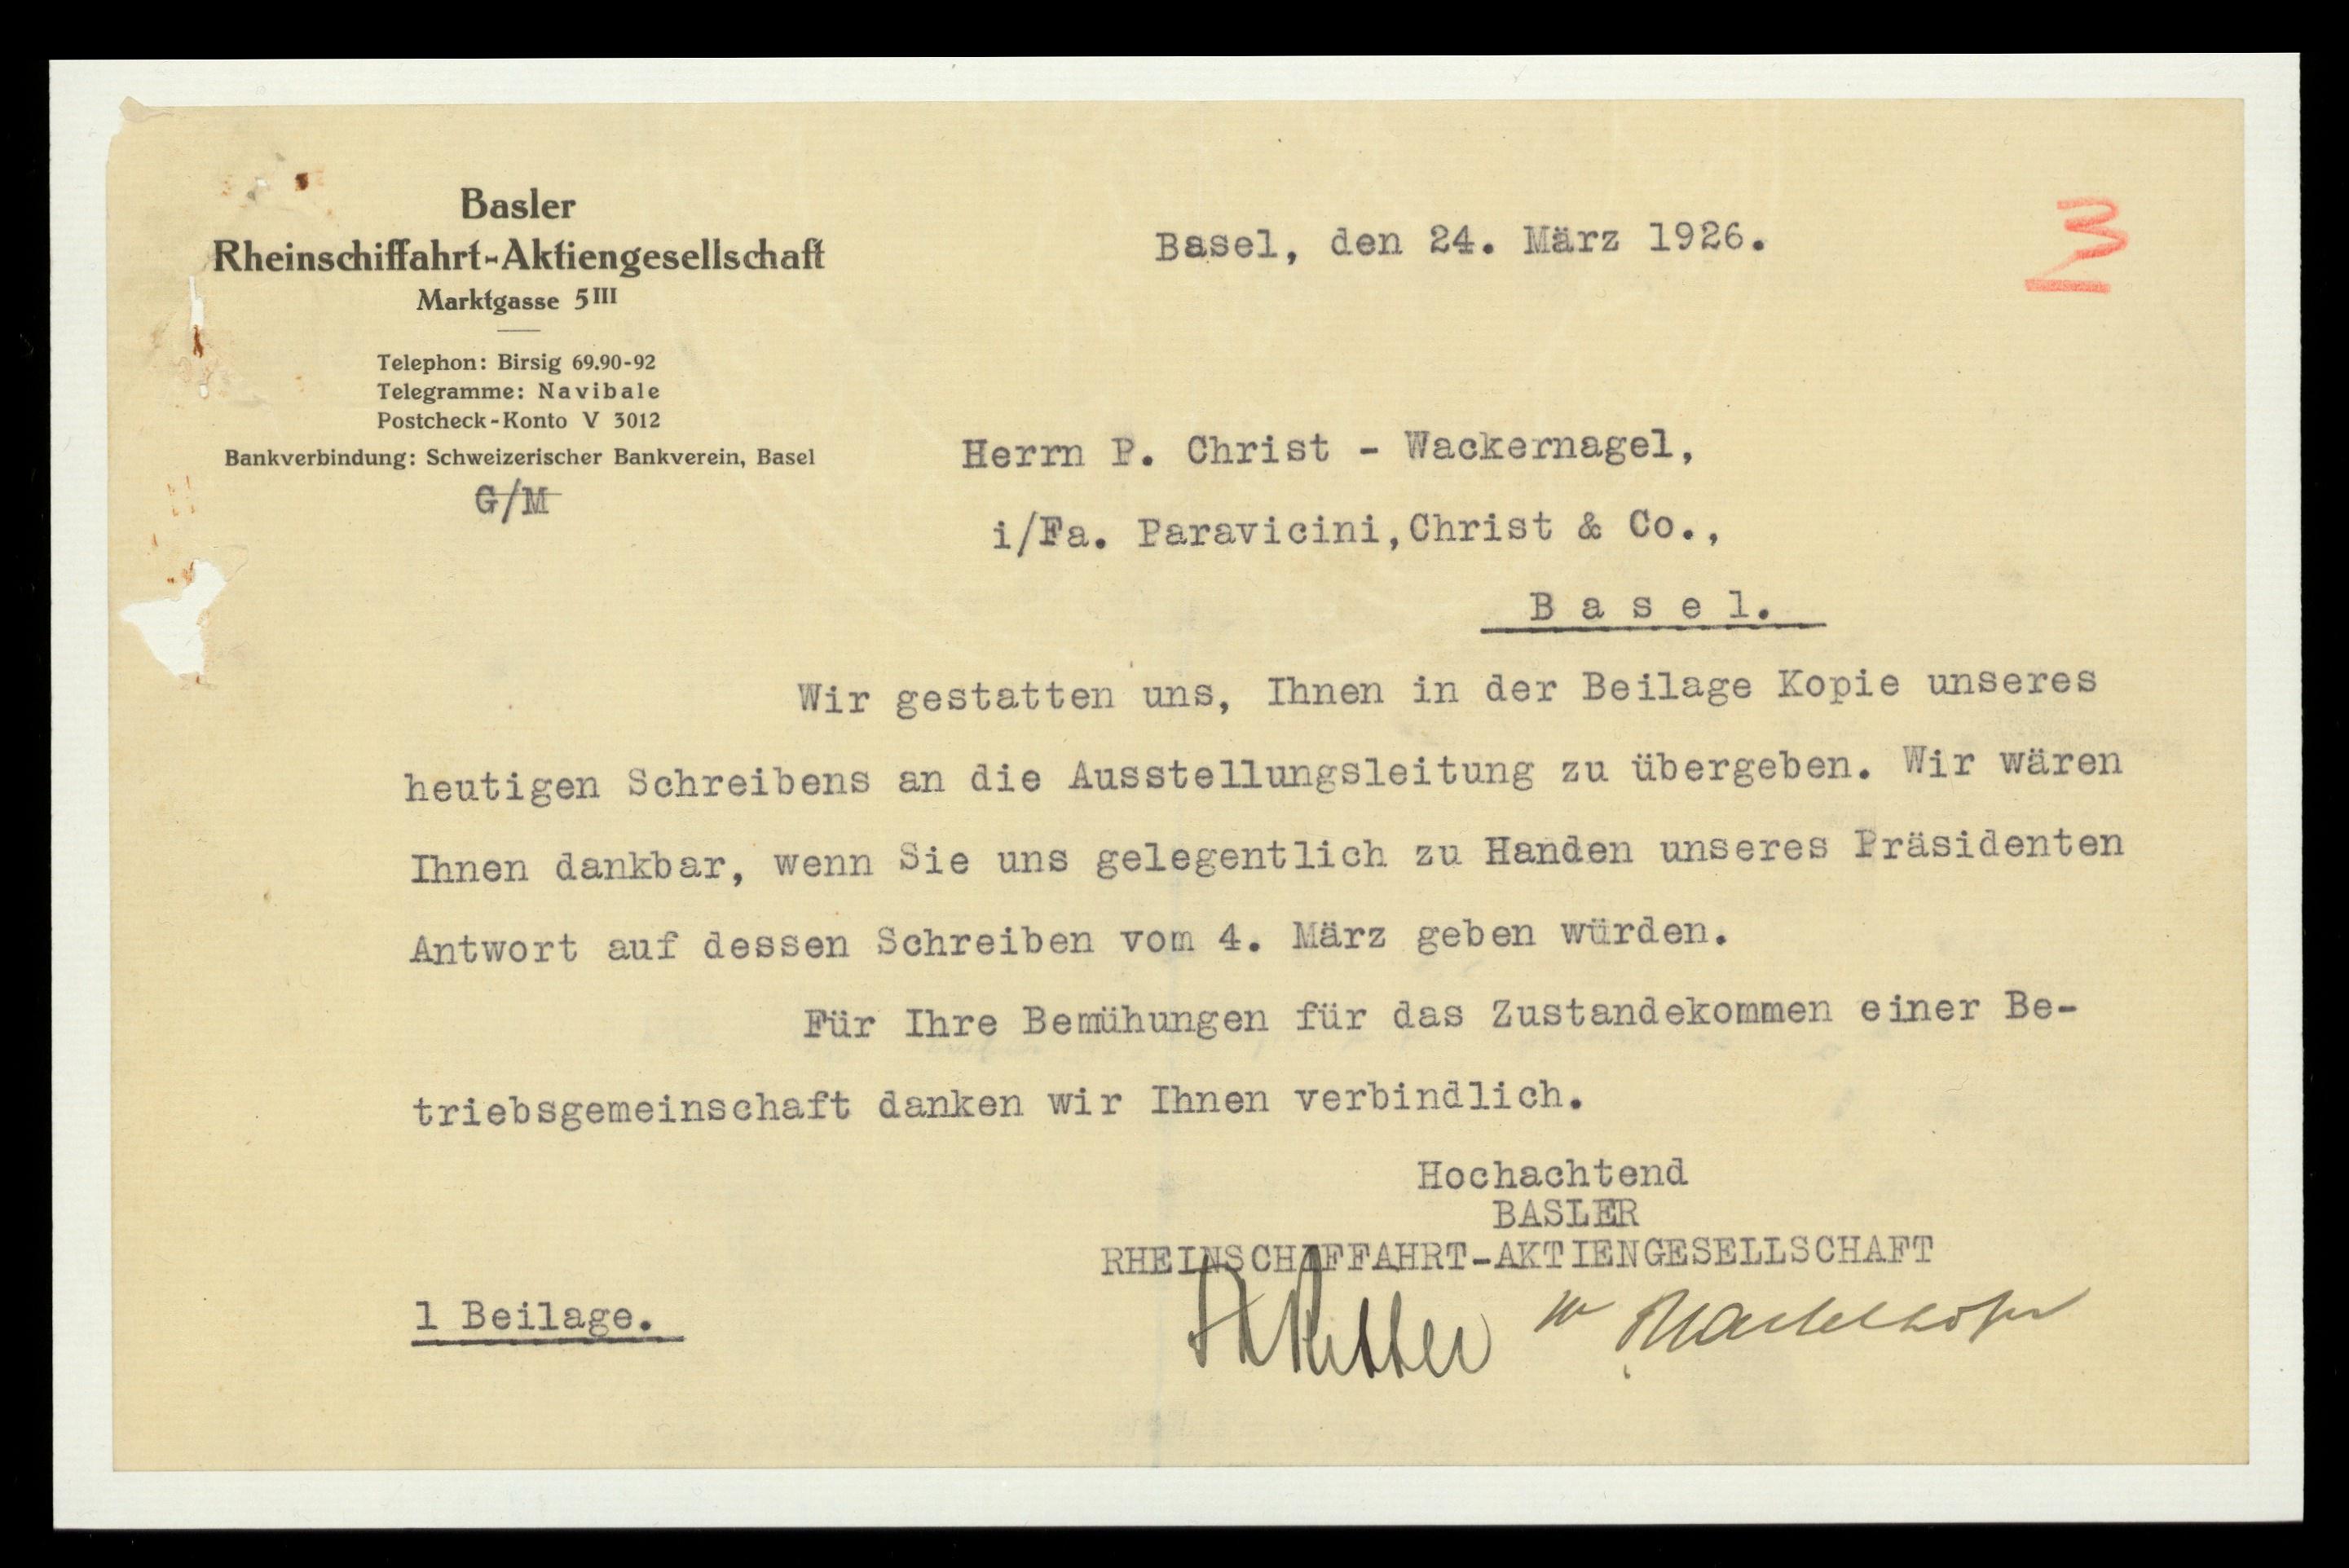 Basler
Rheinschiffahrt-Aktiengesellschaft
Marktgasse 5III
Telephon: Birsig 69.90-92
Telegramme: Navibale
Postcheck-Konto V 3012
Bankverbindung: Schweizerischer Bankverein, Basel
G/M
Basel, den 24. März 1926.
3
Herrn P. Christ - Wackernagel,
i/Fa. Paravicini,Christ & Co.,
B a s e l.
Wir gestatten uns, Ihnen in der Beilage Kopie unseres
heutigen Schreibens an die Ausstellungsleitung zu übergeben. Wir wären
Ihnen dankbar, wenn Sie uns gelegentlich zu Handen unseres Präsidenten
Antwort auf dessen Schreiben vom 4. März geben würden.
Für Ihre Bemühungen für das Zustandekommen einer Be-
triebsgemeinschaft danken wir Ihnen verbindlich.
Hochachtend
BASLER
RHEINSCHIFFAHRT-AKTIENGESELLSCHAFT
1 Beilage.